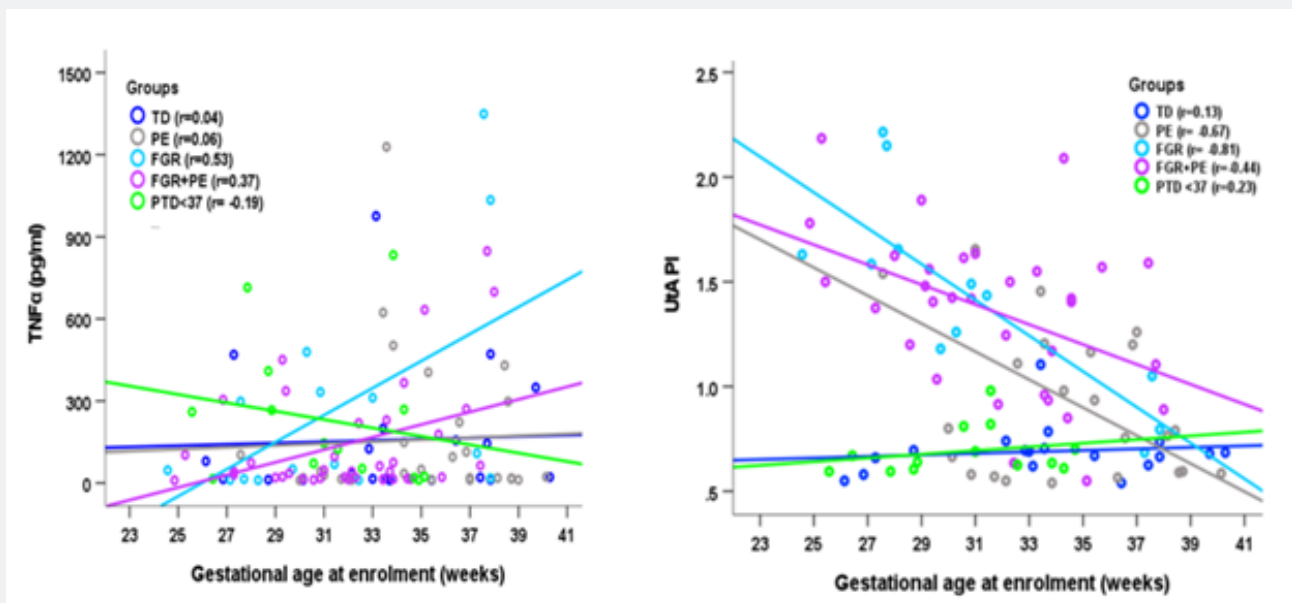 1500
1200
900
600
300
0
TNFα (pg/ml)
Groups
TD (r=0.04)
PE (r=0.06)
FGR (r=0.53)
FGR+PE (r=0.37)
PTD<37 (r= -0.19)
23 25 27 29 31 33 35 37 39 41
Gestational age at enrolment (weeks)
2.5
2.0
1.5
1.0
.5
UtA PI
Groups
TD (r=0.13)
PE (r= -0.67)
FGR (r= -0.81)
FGR+PE (r=-0.44)
PTD <37 (r=0.23)
23 25 27 29 31 33 35 37 39 41
Gestational age at enrolment (weeks)